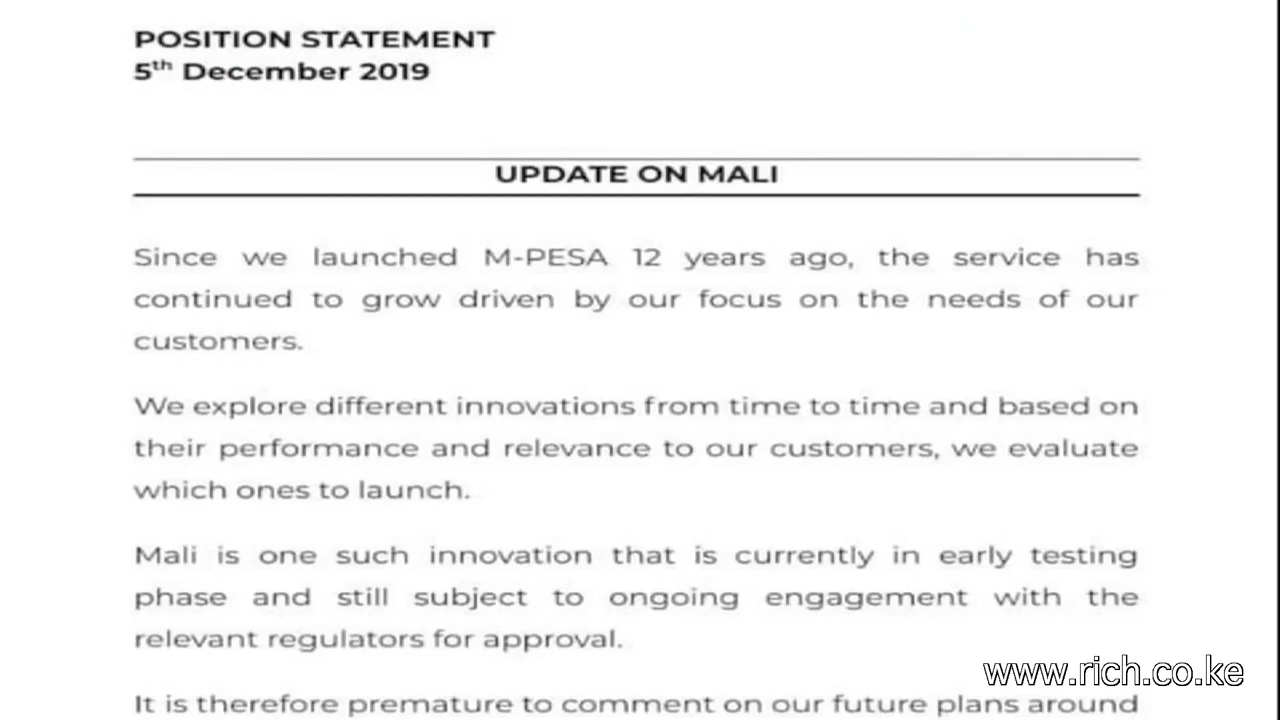 POSITION STATEMENT
5th December 2019
UPDATE ON MALI
Since we launched M-PESA 12 years ago, the service has
continued to grow driven by our focus on the needs of our
customers.
We explore different innovations from time to time and based on
their performance and relevance to our customers, we evaluate
which ones to launch.
Mali is one such innovation that is currently in early testing
phase and still subject to ongoing engagement with the
relevant regulators for approval.
It is therefore premature to comment on our future plans around
www.rich.co.ke